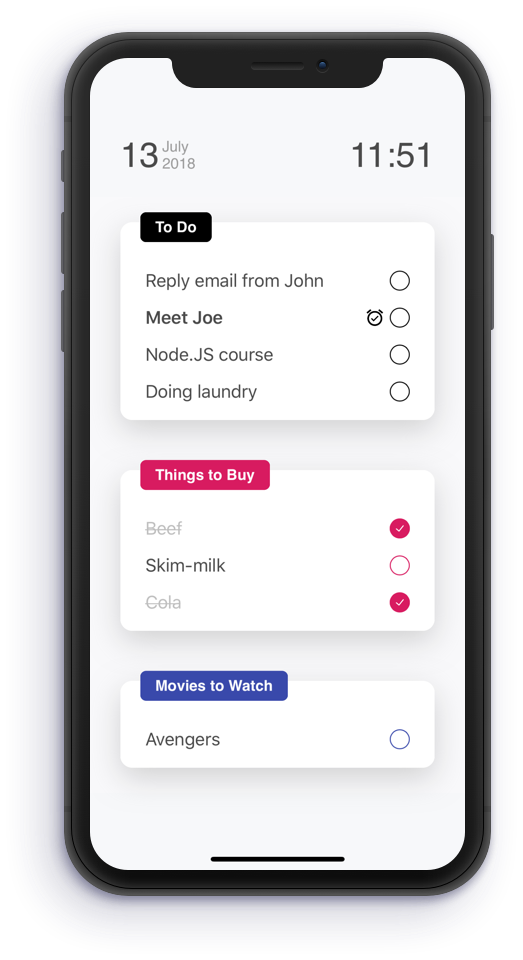 13 July
2018
11:51
To Do
Reply email from John
Meet Joe
Node.JS course
Doing laundry
Things to Buy
Beef
Skim-milk
Cola
Movies to Watch
Avengers